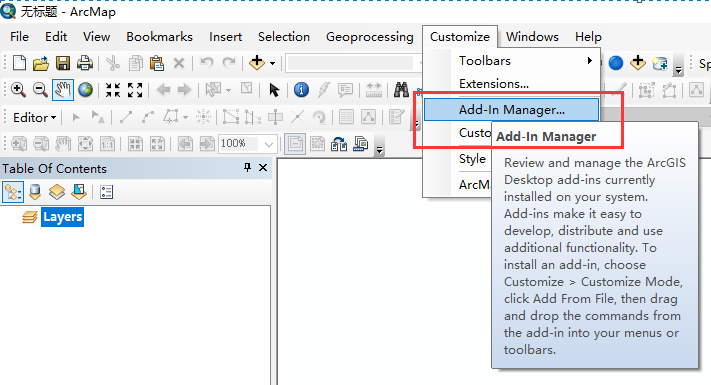 无标题 - ArcMap
File Edit View Bookmarks Insert Selection Geoprocessing Customize Windows Help
Toolbars
Extensions...
Editor
Add-In Manager...
Add-In Manager
100%
Style
Table Of Contents
Layers
Review and manage the ArcGIS
Desktop add-ins currently
installed on your system.
Add-ins make it easy to
develop, distribute and use
additional functionality. To
install an add-in, choose
Customize > Customize Mode,
click Add From File, then drag
and drop the commands from
the add-in into your menus or
toolbars.